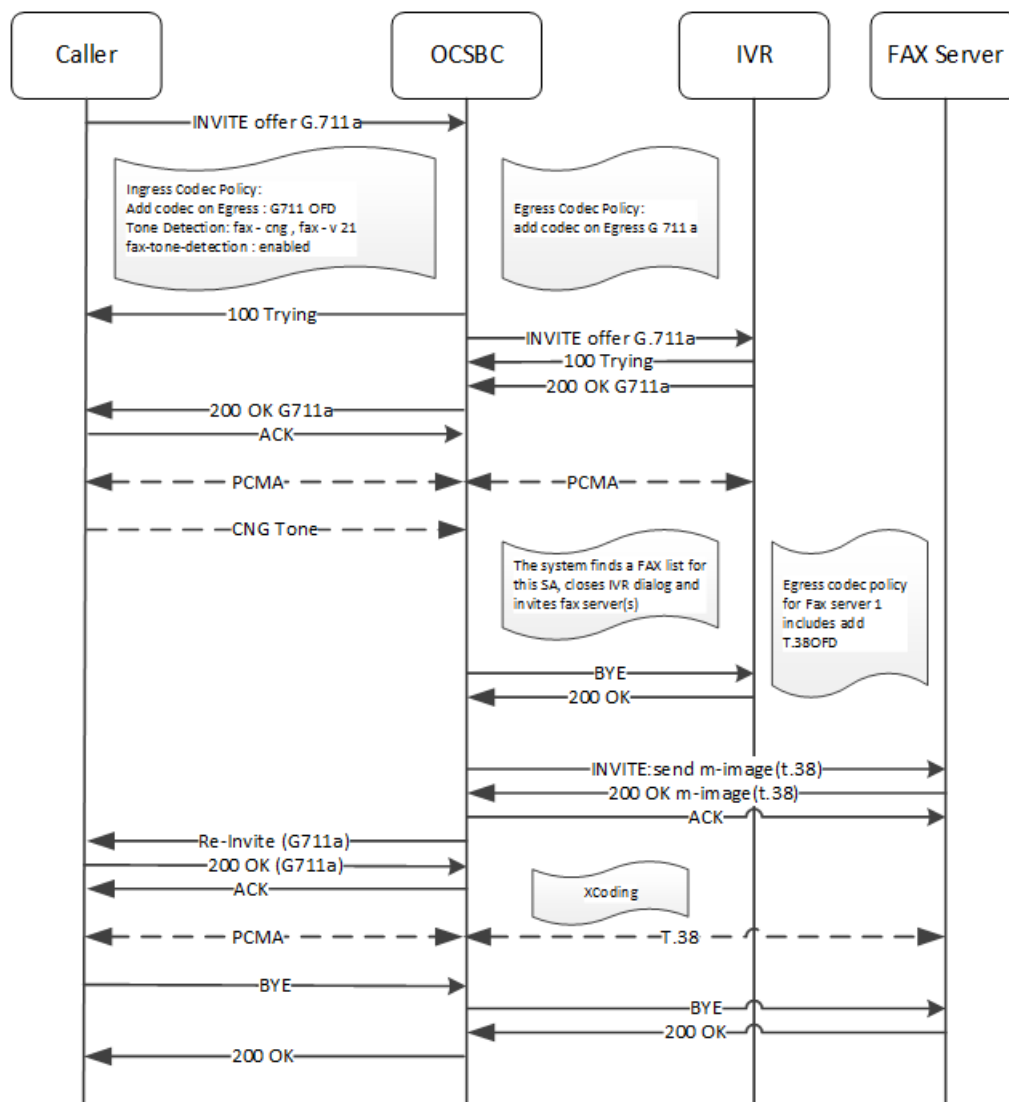 Caller
OCSBC
IVR
FAX Server
INVITE offer G.711a
Ingress Codec Policy:
Add codec on Egress : G711 OFD
Tone Detection: fax - cng , fax - v 21
fax-tone-detection : enabled
Egress Codec Policy:
add codec on Egress G 711 a
100 Trying
INVITE offer G.711a
100 Trying
200 OK G711a
200 OK G711a
ACK
PCMA
PCMA
CNG Tone
The system finds a FAX list for
this SA, closes IVR dialog and
invites fax server(s)
Egress codec policy
for Fax server 1
includes add
T.38OFD
BYE
200 OK
INVITE:send m-image(t.38)
200 OK m-image(t.38)
ACK
Re-Invite (G711a)
200 OK (G711a)
ACK
XCoding
PCMA
T.38
BYE
BYE
200 OK
200 OK